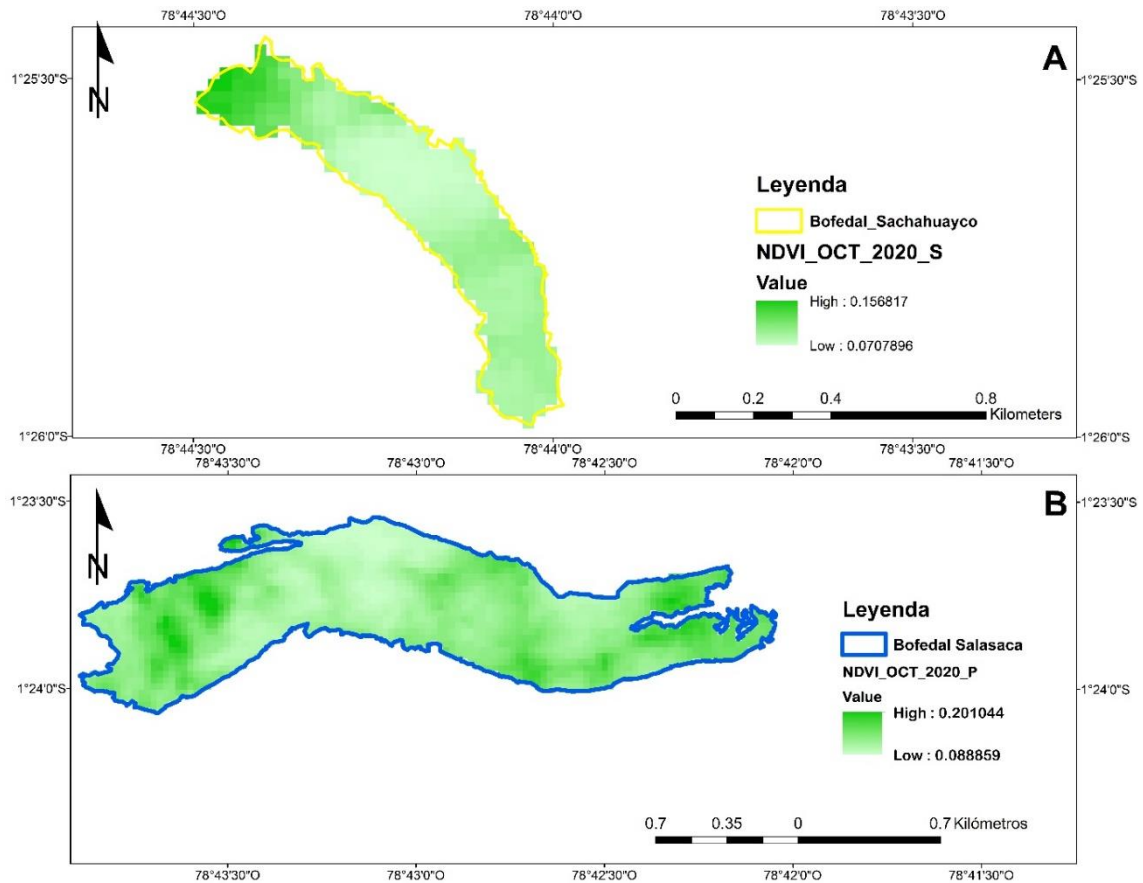 78°44'30"O 78°44'0"O 78°43'30"O
A
1°25'30"S 1°25'30"S
N
Leyenda
Bofedal_Sachahuayco
NDVI_OCT_2020_S
Value
High : 0.156817
Low : 0.0707896
0 0.2 0.4 0.8
Kilometers
1°26'0"S 1°26'0"S
78°44'30"O 78°44'0"O 78°43'30"O
78°43'30"O 78°43'0"O 78°42'30"O 78°42'0"O 78°41'30"O
B
1°23'30"S 1°23'30"S
N
Leyenda
Bofedal Salasaca
NDVI_OCT_2020_P
Value
High : 0.201044
Low : 0.088859
1°24'0"S 1°24'0"S
0.7 0.35 0 0.7 Kilómetros
78°43'30"O 78°43'0"O 78°42'30"O 78°42'0"O 78°41'30"O